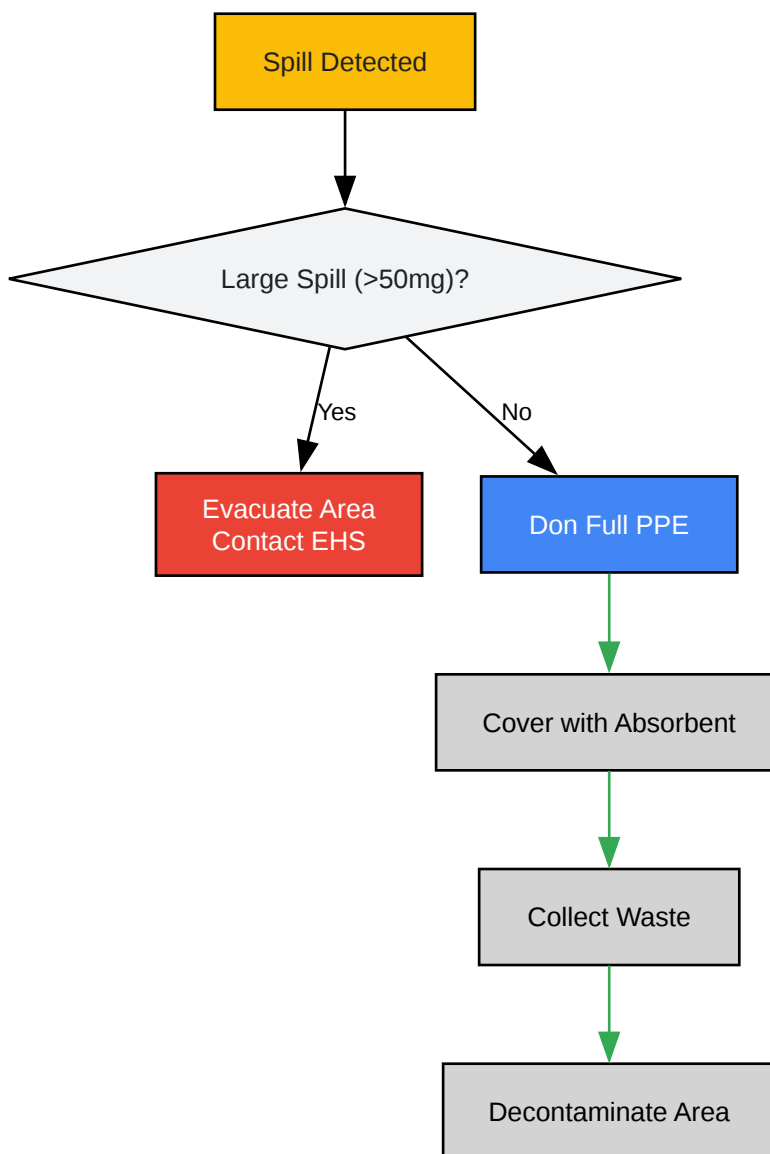 Spill Detected
Large Spill (>50mg)?
Yes
No
Evacuate Area
Contact EHS
Don Full PPE
Cover with Absorbent
Collect Waste
Decontaminate Area